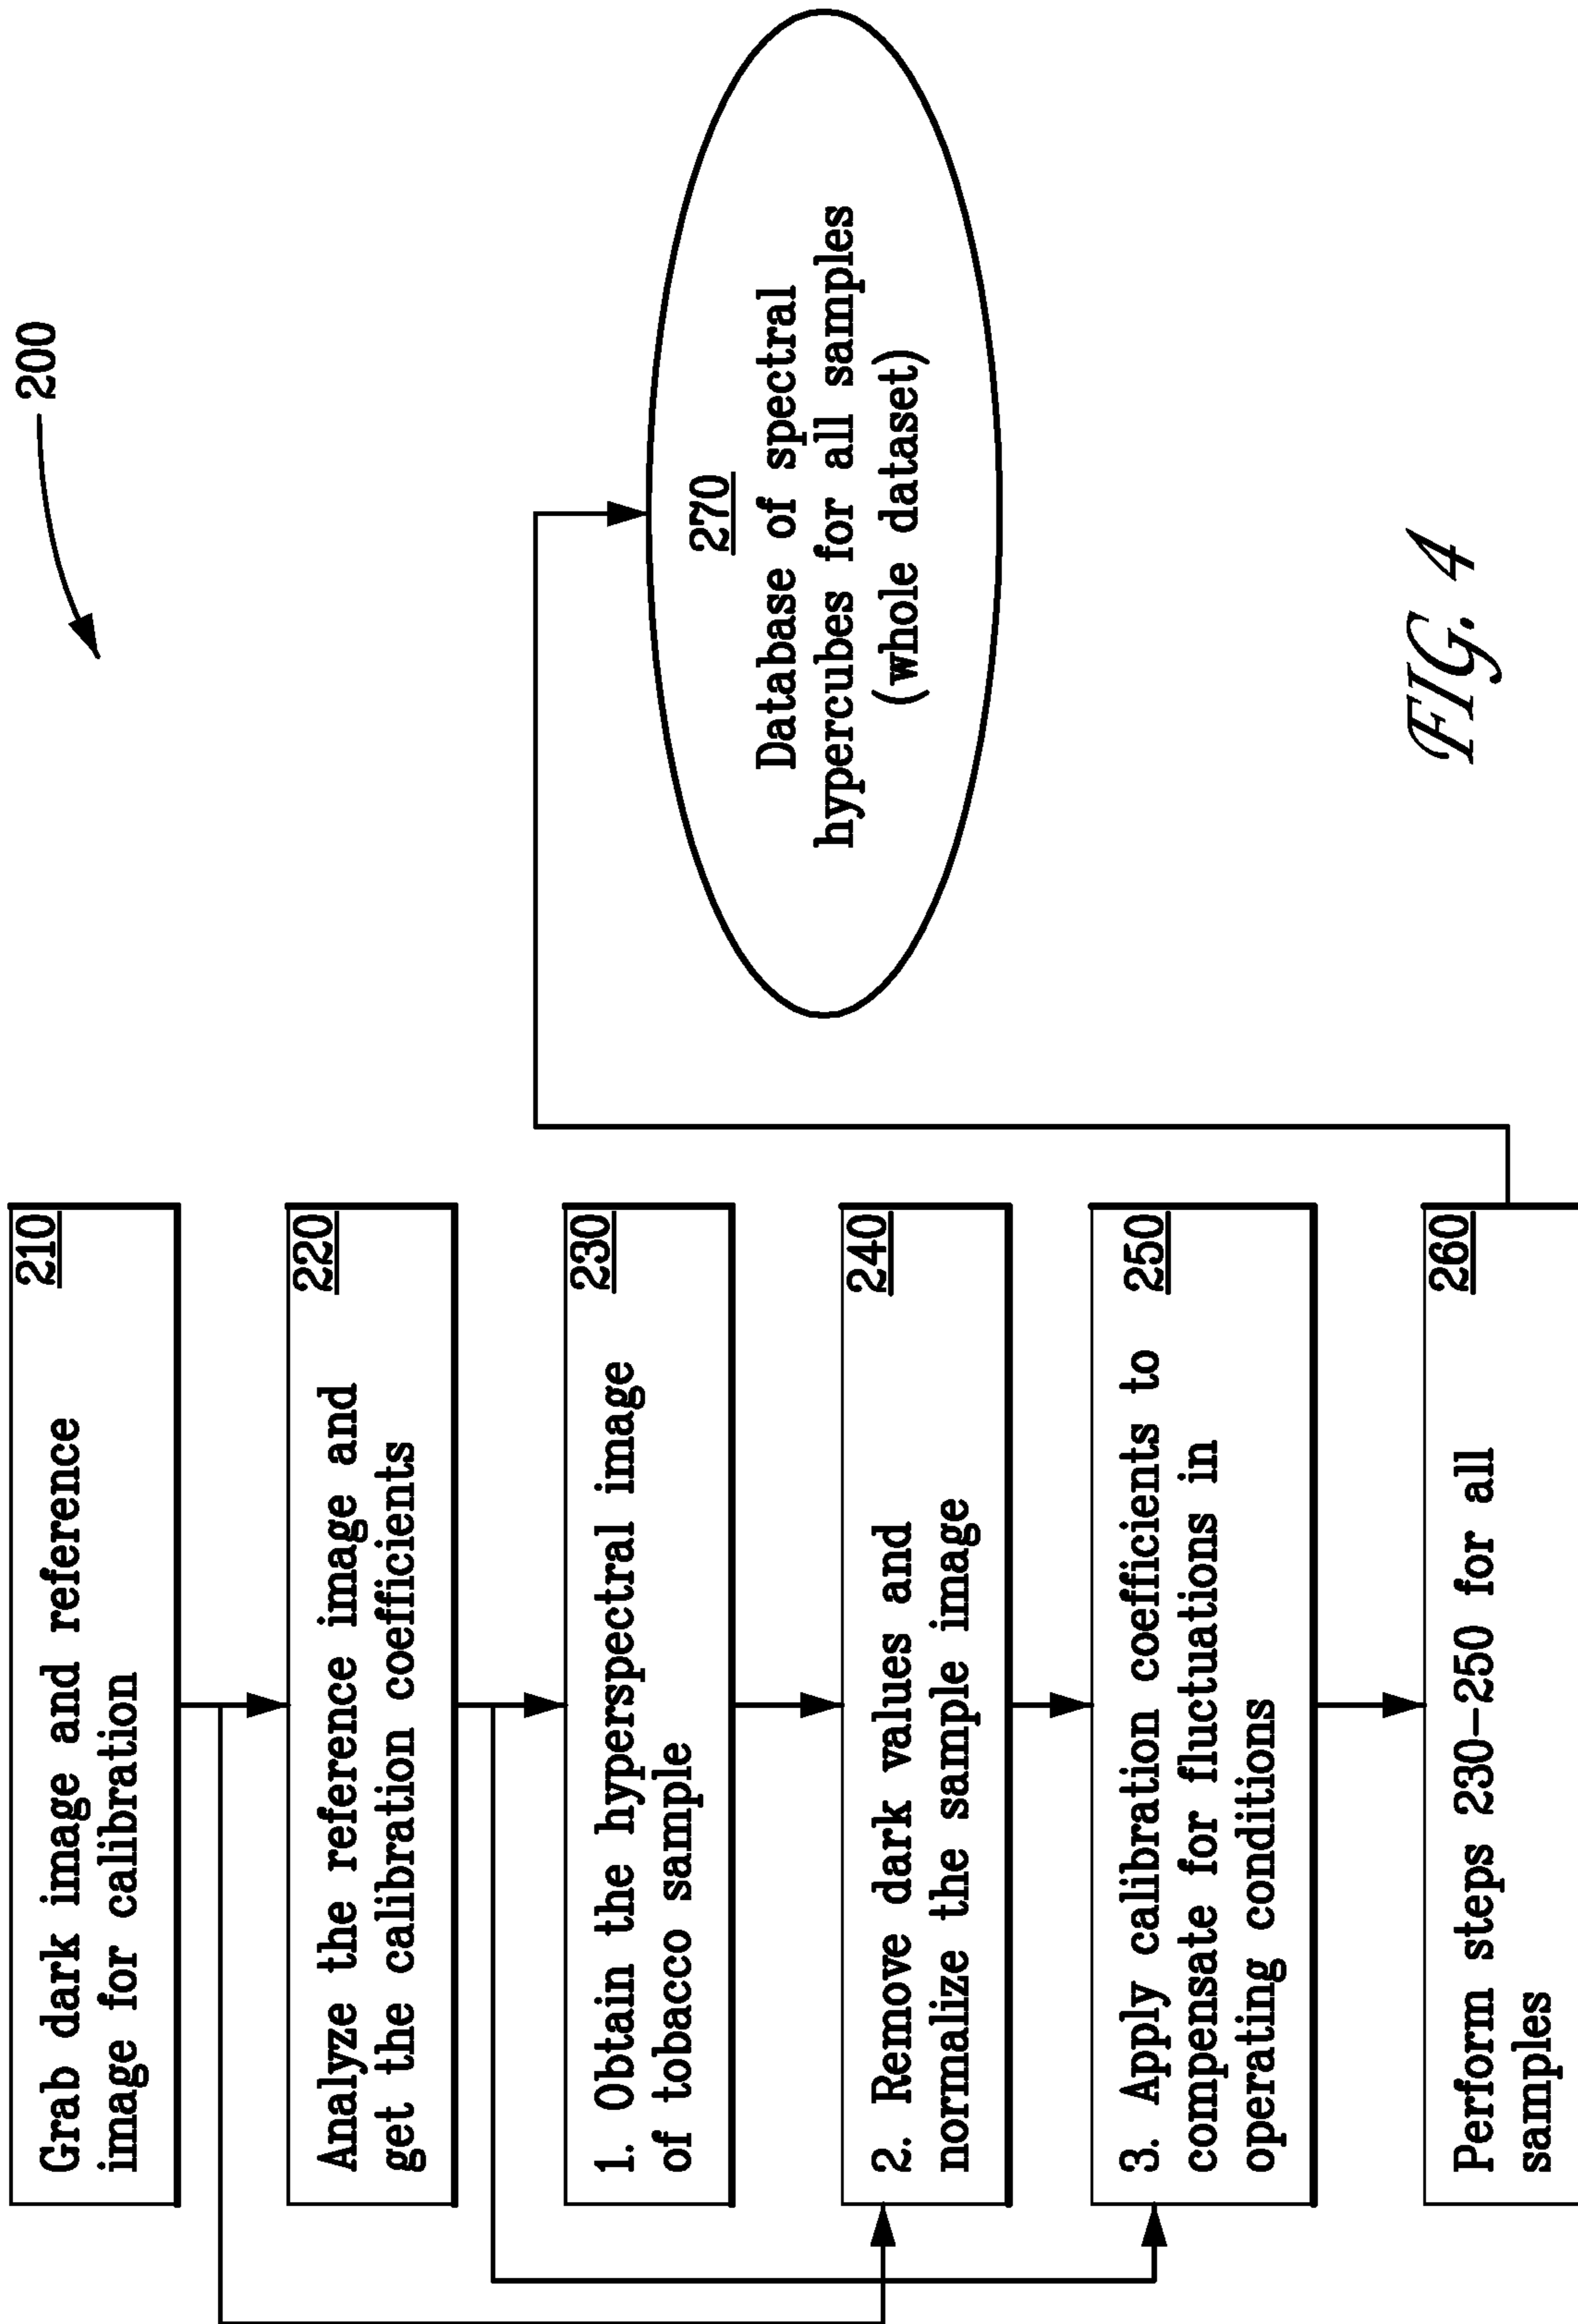 200
210
Grab dark image and reference
image for calibration
220
Analyze the reference image and
get the calibration coefficients
230
1. Obtain the hyperspectral image
of tobacco sample
240
2. Remove dark values and
normalize the sample image
250
3. Apply calibration coefficients to
compensate for fluctuations in
operating conditions
260
Perform steps 230-250 for all
samples
270
Database of spectral
hypercubes for all samples
(whole dataset)
FIG. 4